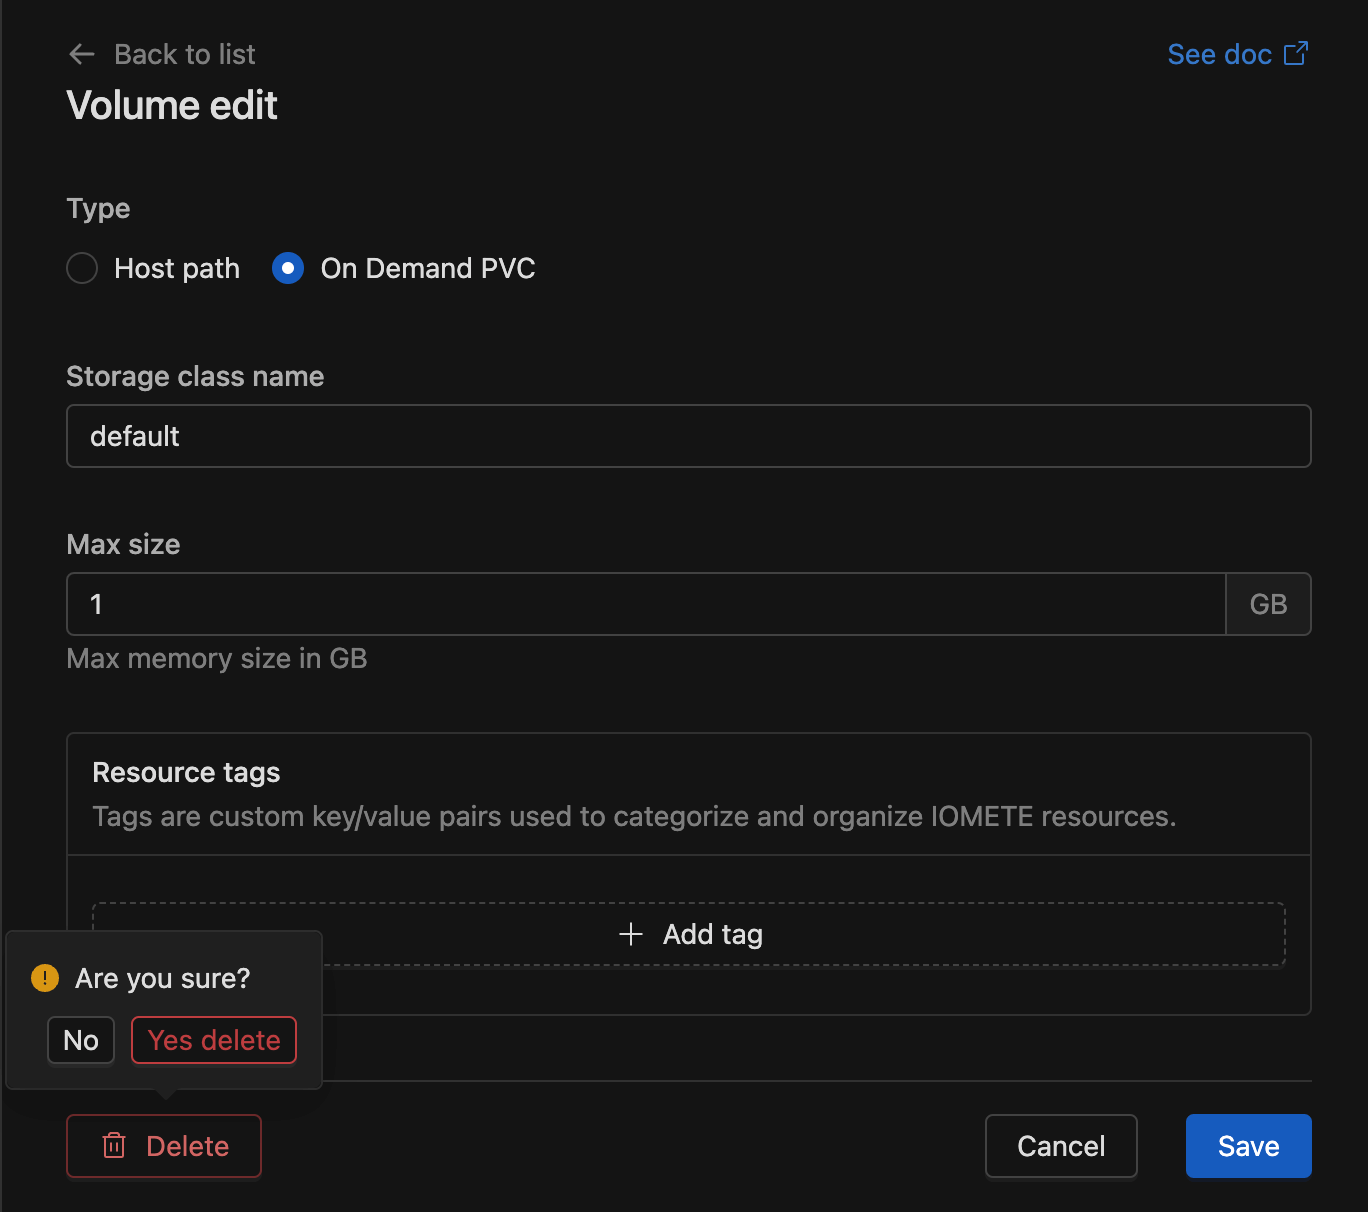 Back to list
See doc
Volume edit
Type
Host path
On Demand PVC
Storage class name
default
Max size
1
GB
Max memory size in GB
Resource tags
Tags are custom key/value pairs used to categorize and organize IOMETE resources.
Add tag
Are you sure?
No
Yes delete
Delete
Cancel
Save